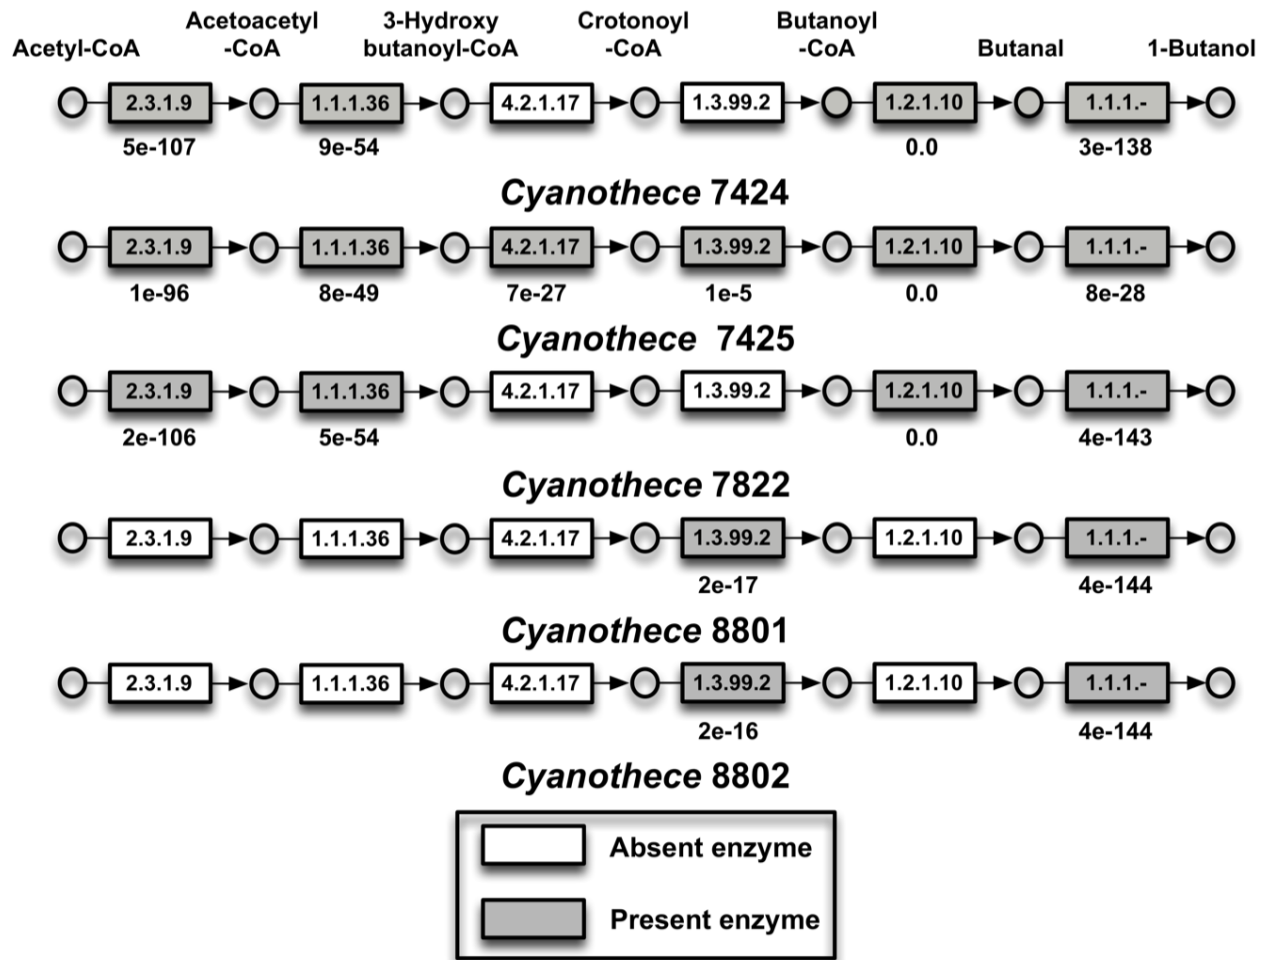 Acetyl-CoA Acetoacetyl -CoA 3-Hydroxy butanoyl-CoA Crotonoyl -CoA Butanoyl -CoA Butanal 1-Butanol
2.3.1.9 1.1.1.36 4.2.1.17 1.3.99.2 1.2.1.10 1.1.1.-
5e-107 9e-54 0.0 3e-138
Cyanothece 7424
2.3.1.9 1.1.1.36 4.2.1.17 1.3.99.2 1.2.1.10 1.1.1.-
1e-96 8e-49 7e-27 1e-5 0.0 8e-28
Cyanothece 7425
2.3.1.9 1.1.1.36 4.2.1.17 1.3.99.2 1.2.1.10 1.1.1.-
2e-106 5e-54 0.0 4e-143
Cyanothece 7822
2.3.1.9 1.1.1.36 4.2.1.17 1.3.99.2 1.2.1.10 1.1.1.-
2e-17 4e-144
Cyanothece 8801
2.3.1.9 1.1.1.36 4.2.1.17 1.3.99.2 1.2.1.10 1.1.1.-
2e-16 4e-144
Cyanothece 8802
Absent enzyme
Present enzyme